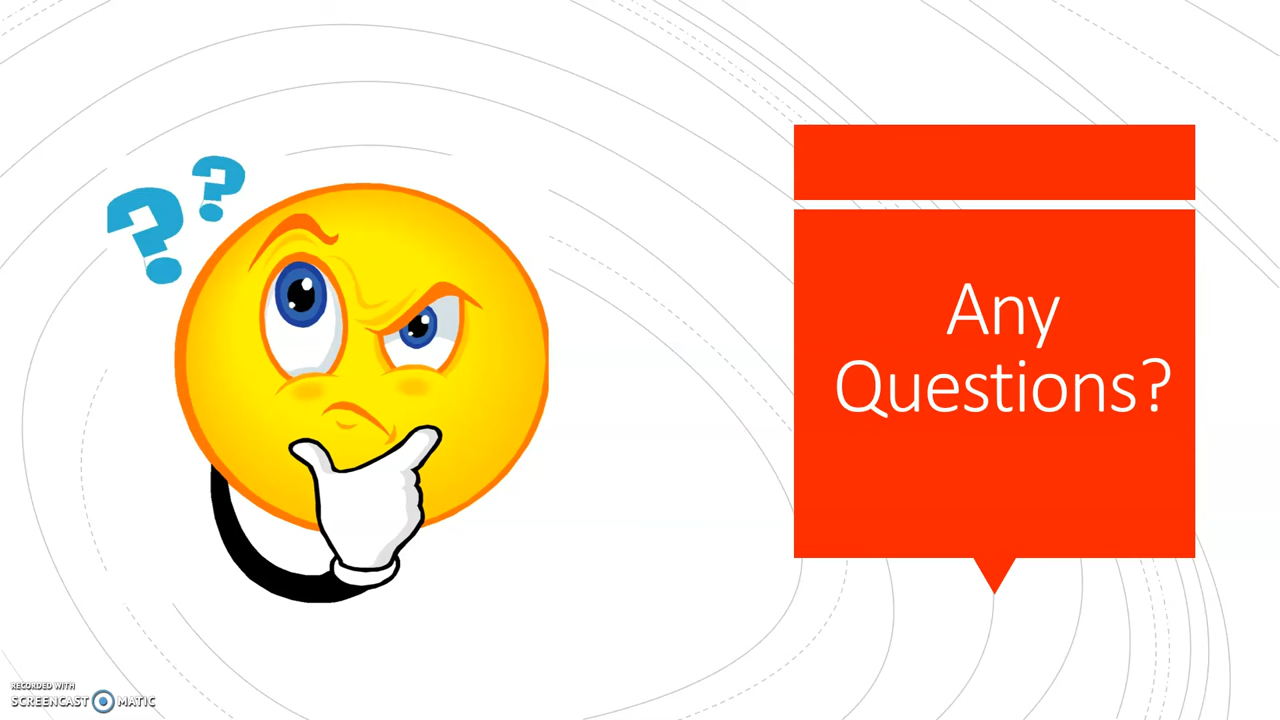 ? ?
Any
Questions?
RECORDED WITH
SCREENCAST MATIC